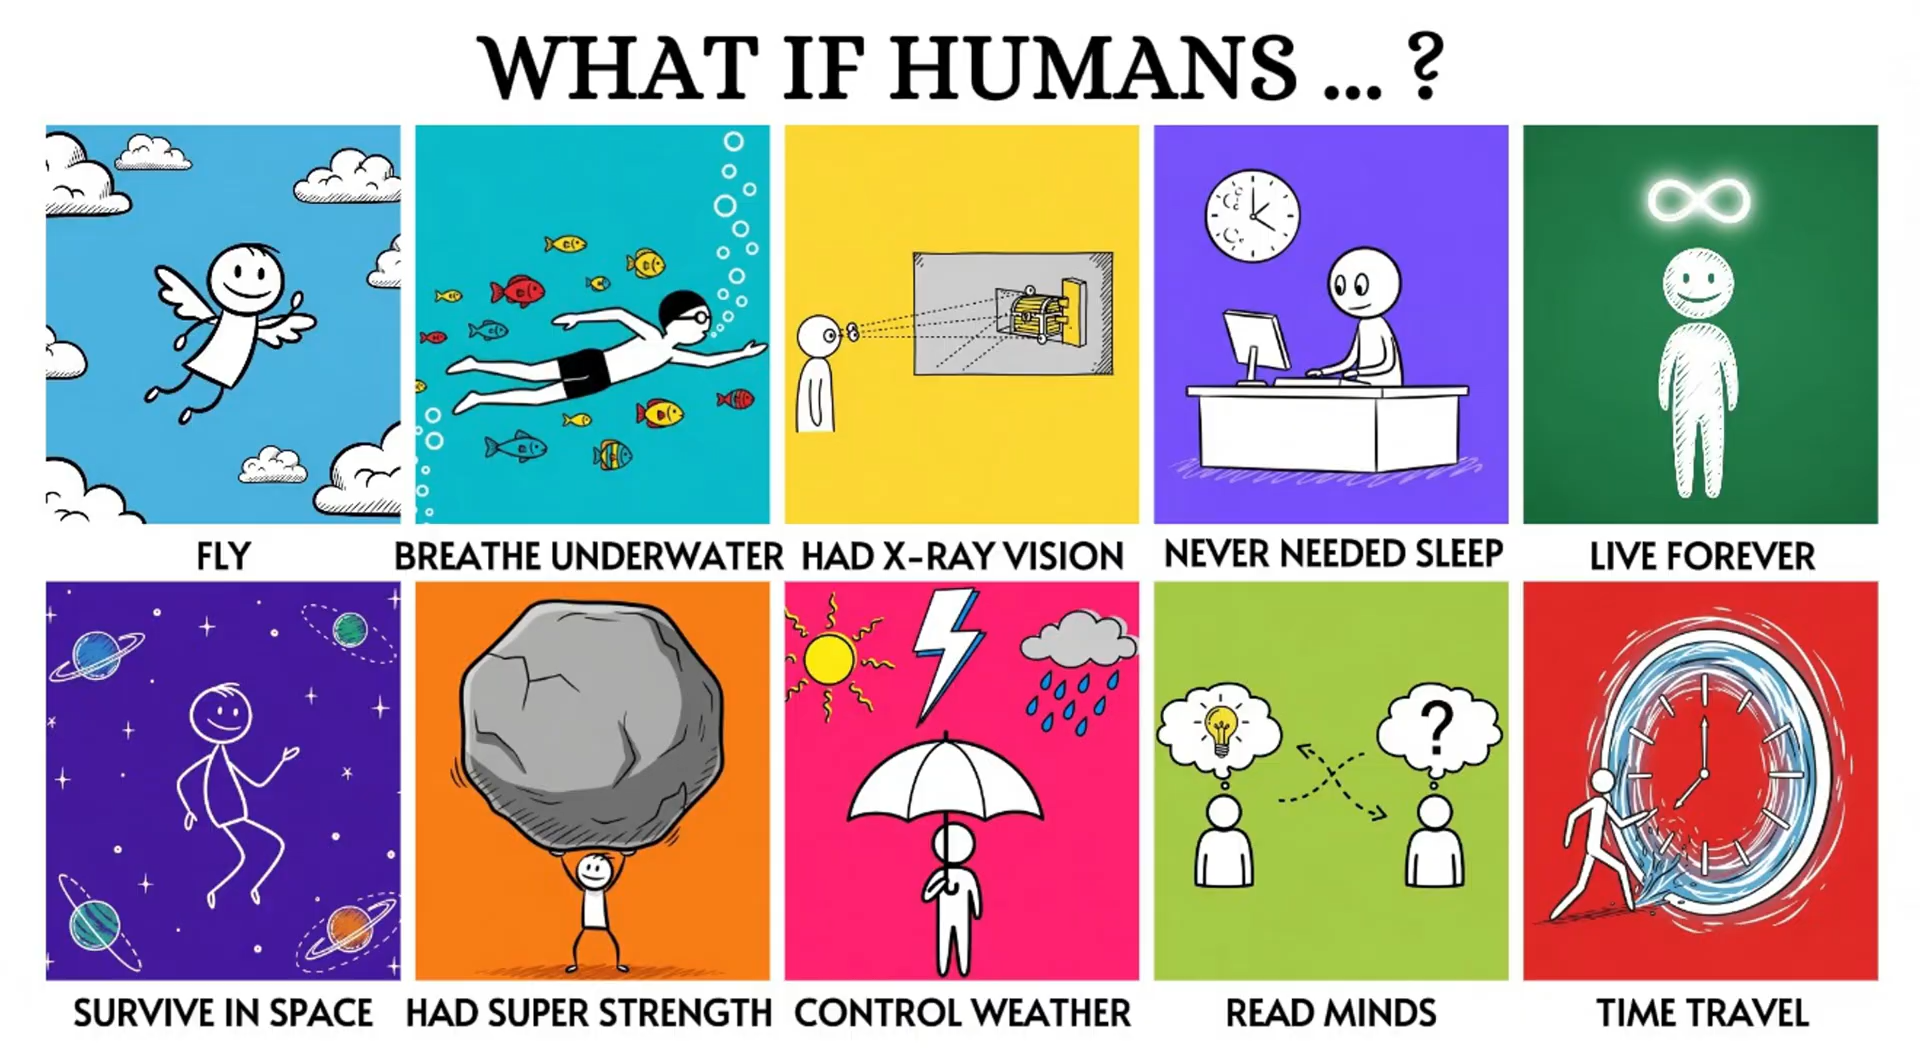 WHAT IF HUMANS ... ?
FLY
BREATHE UNDERWATER
HAD X-RAY VISION
NEVER NEEDED SLEEP
LIVE FOREVER
?
SURVIVE IN SPACE
HAD SUPER STRENGTH
CONTROL WEATHER
READ MINDS
TIME TRAVEL